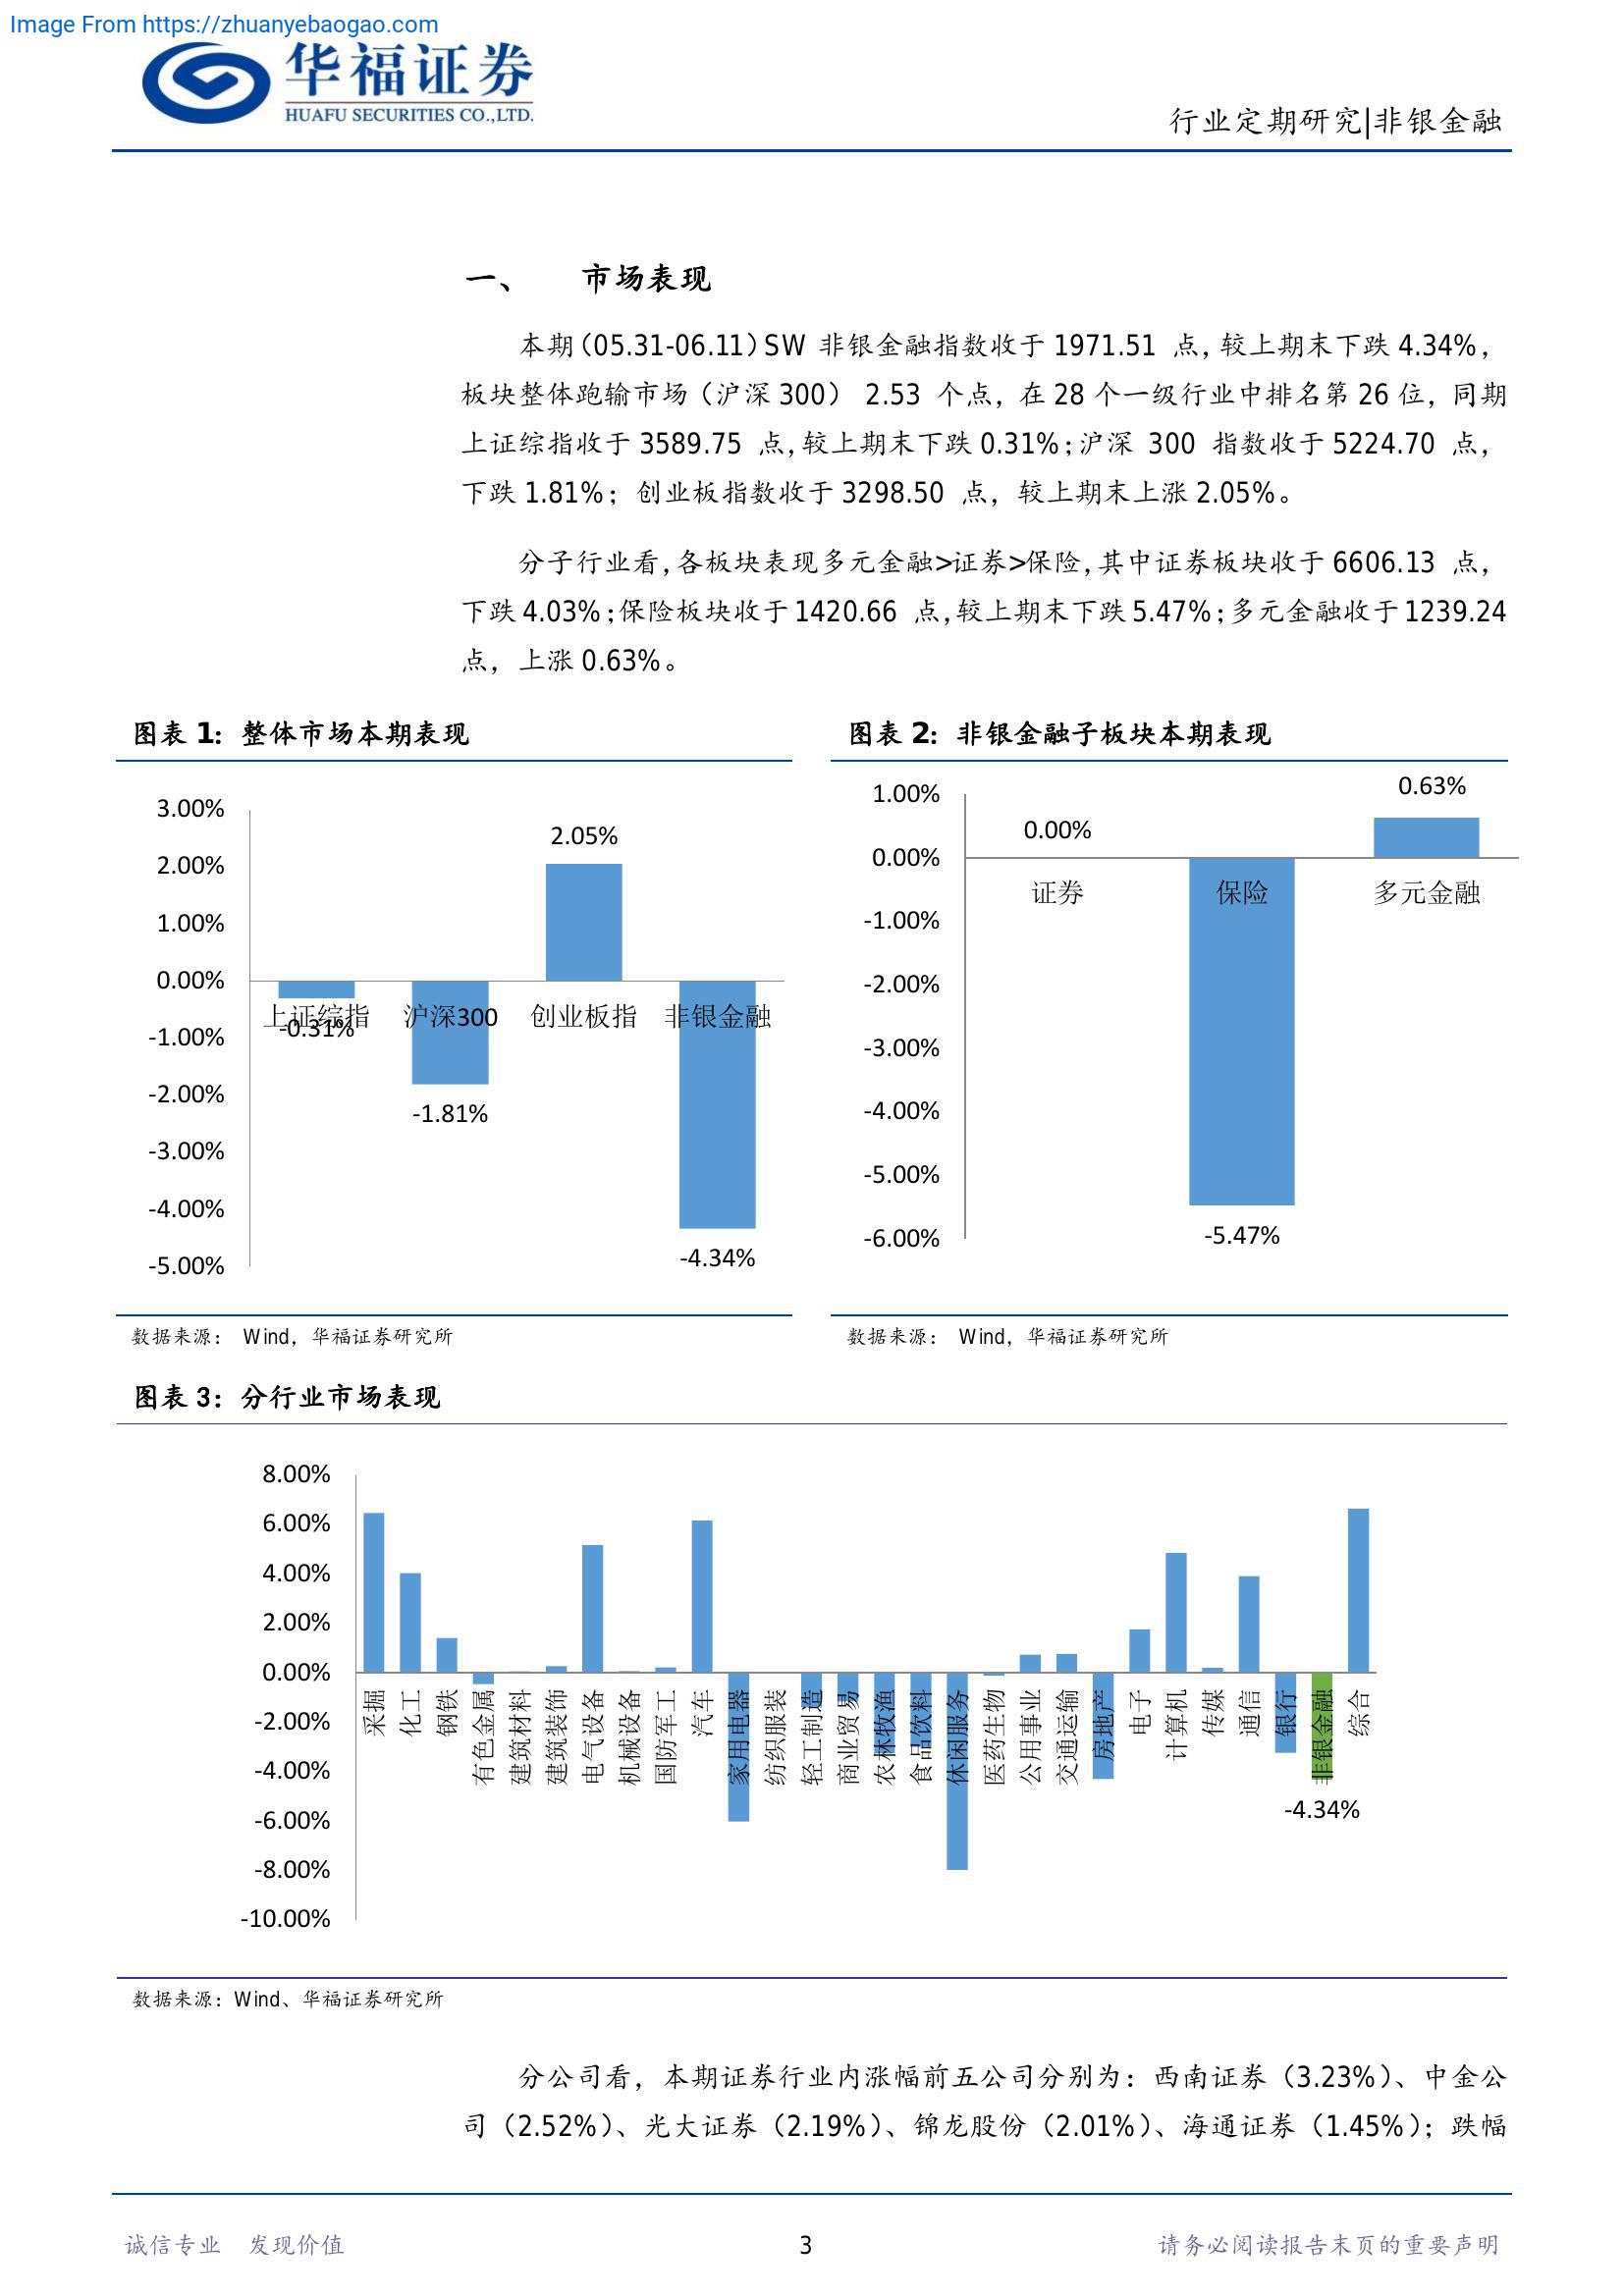 Image From https://zhuanyebaogao.com
华福证券
HUAFU SECURITIES CO.,LTD.
行业定期研究|非银金融
一、 市场表现
本期(05.31-06.11)SW 非银金融指数收于 1971.51 点,较上期末下跌 4.34%,
板块整体跑输市场(沪深 300) 2.53 个点,在 28 个一级行业中排名第 26 位,同期
上证综指收于 3589.75 点,较上期末下跌 0.31%;沪深 300 指数收于 5224.70 点,
下跌 1.81%;创业板指数收于 3298.50 点,较上期末上涨 2.05%。
分子行业看,各板块表现多元金融>证券>保险,其中证券板块收于 6606.13 点,
下跌 4.03%;保险板块收于 1420.66 点,较上期末下跌 5.47%;多元金融收于 1239.24
点,上涨 0.63%。
图表 1:整体市场本期表现
3.00%
2.00%
1.00%
0.00%
-1.00%
-2.00%
-3.00%
-4.00%
-5.00%
上证综指
沪深300
创业板指
非银金融
-0.31%
-1.81%
2.05%
-4.34%
数据来源: Wind,华福证券研究所
图表 2:非银金融子板块本期表现
1.00%
0.00%
-1.00%
-2.00%
-3.00%
-4.00%
-5.00%
-6.00%
证券
保险
多元金融
0.00%
-5.47%
0.63%
数据来源: Wind,华福证券研究所
图表 3:分行业市场表现
8.00%
6.00%
4.00%
2.00%
0.00%
-2.00%
-4.00%
-6.00%
-8.00%
-10.00%
采掘
化工
钢铁
有色金属
建筑材料
建筑装饰
电气设备
机械设备
国防军工
汽车
家用电器
纺织服装
轻工制造
商业贸易
农林牧渔
食品饮料
休闲服务
医药生物
公用事业
交通运输
房地产
电子
计算机
传媒
通信
银行
非银金融
综合
-4.34%
数据来源:Wind、华福证券研究所
分公司看,本期证券行业内涨幅前五公司分别为:西南证券(3.23%)、中金公
司(2.52%)、光大证券(2.19%)、锦龙股份(2.01%)、海通证券(1.45%);跌幅
诚信专业 发现价值
3
请务必阅读报告末页的重要声明